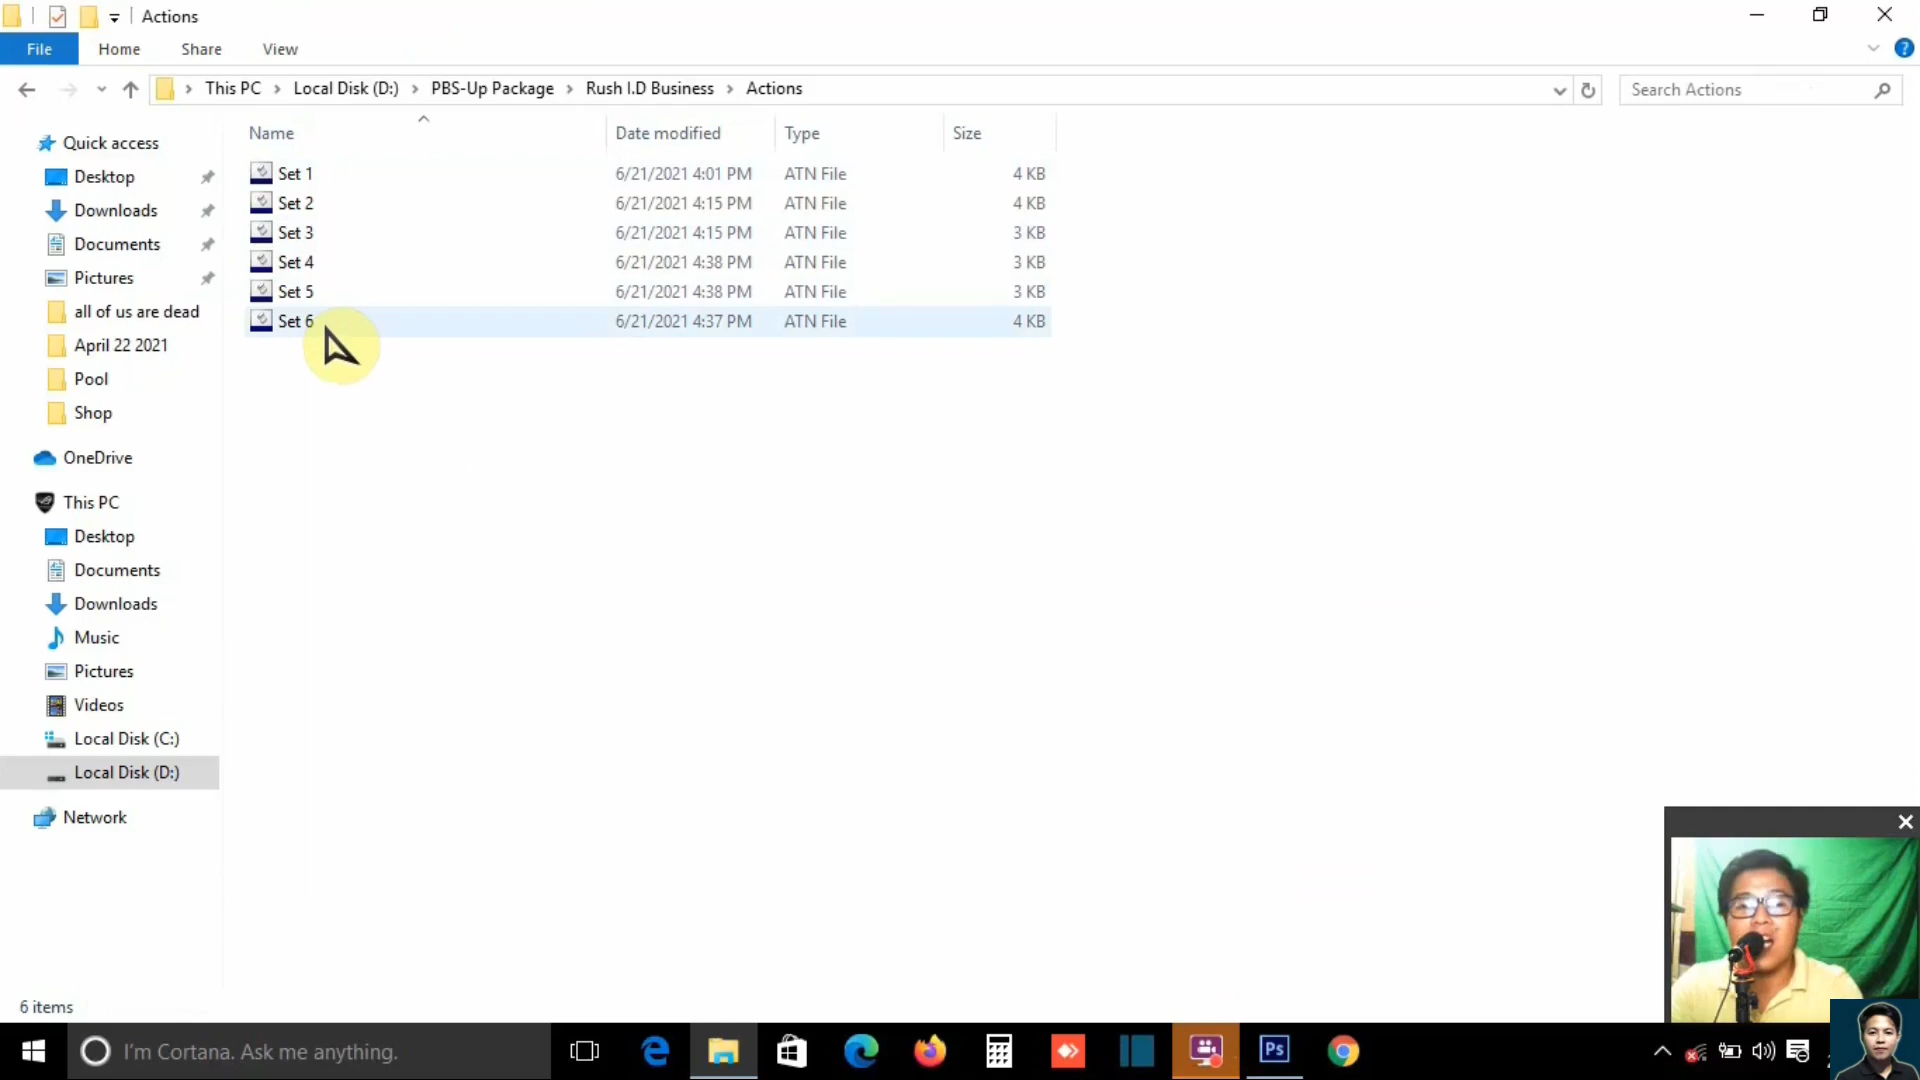 Actions
File Home Share View
This PC Local Disk (D:) PBS-Up Package Rush I.D Business Actions
Search Actions
Name Date modified Type Size
Set 1 6/21/2021 4:01 PM ATN File 4 KB
Set 2 6/21/2021 4:15 PM ATN File 4 KB
Set 3 6/21/2021 4:15 PM ATN File 3 KB
Set 4 6/21/2021 4:38 PM ATN File 3 KB
Set 5 6/21/2021 4:38 PM ATN File 3 KB
Set 6 6/21/2021 4:37 PM ATN File 4 KB
Quick access
Desktop
Downloads
Documents
Pictures
all of us are dead
April 22 2021
Pool
Shop
OneDrive
This PC
Desktop
Documents
Downloads
Music
Pictures
Videos
Local Disk (C:)
Local Disk (D:)
Network
6 items
I'm Cortana. Ask me anything.
Ps